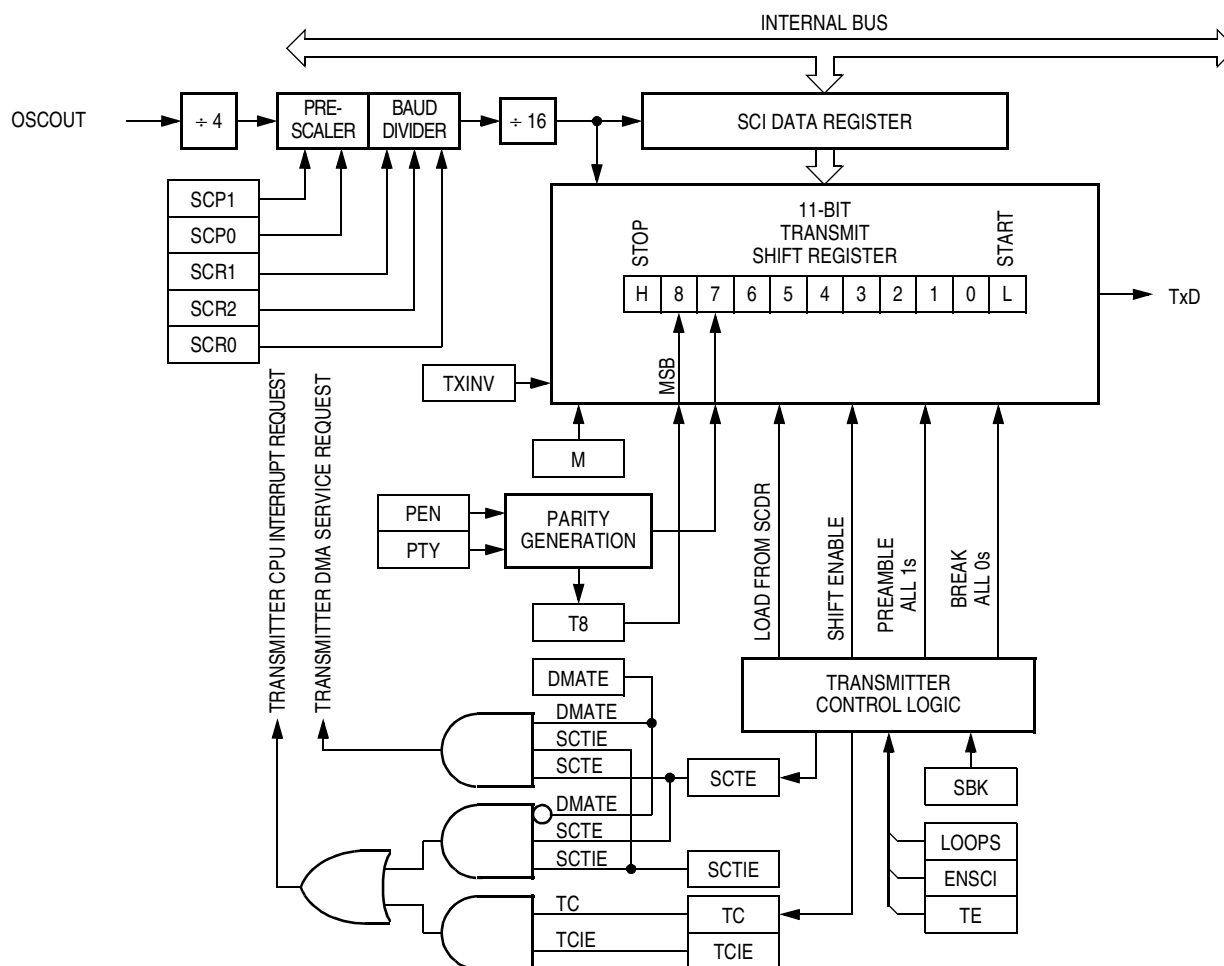 INTERNAL BUS
OSCOUT
÷ 4
PRE-
SCALER
BAUD
DIVIDER
÷ 16
SCI DATA REGISTER
SCP1
SCP0
SCR1
SCR2
SCR0
11-BIT
TRANSMIT
SHIFT REGISTER
STOP
START
H 8 7 6 5 4 3 2 1 0 L
TxD
MSB
TXINV
M
PEN
PTY
PARITY
GENERATION
T8
LOAD FROM SCDR
SHIFT ENABLE
PREAMBLE
ALL 1s
BREAK
ALL 0s
TRANSMITTER CPU INTERRUPT REQUEST
TRANSMITTER DMA SERVICE REQUEST
TRANSMITTER
CONTROL LOGIC
DMATE
DMATE
SCTIE
SCTE
SCTE
DMATE
SCTE
SCTIE
SCTIE
TC
TCIE
TC
TCIE
SBK
LOOPS
ENSCI
TE